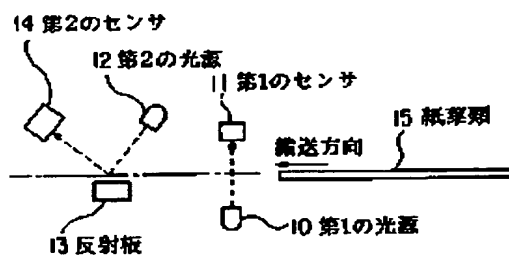 14 第2のセンサ
12 第2の光源
11 第1のセンサ
15 紙葉類
輸送方向
13 反射板
10 第1の光源